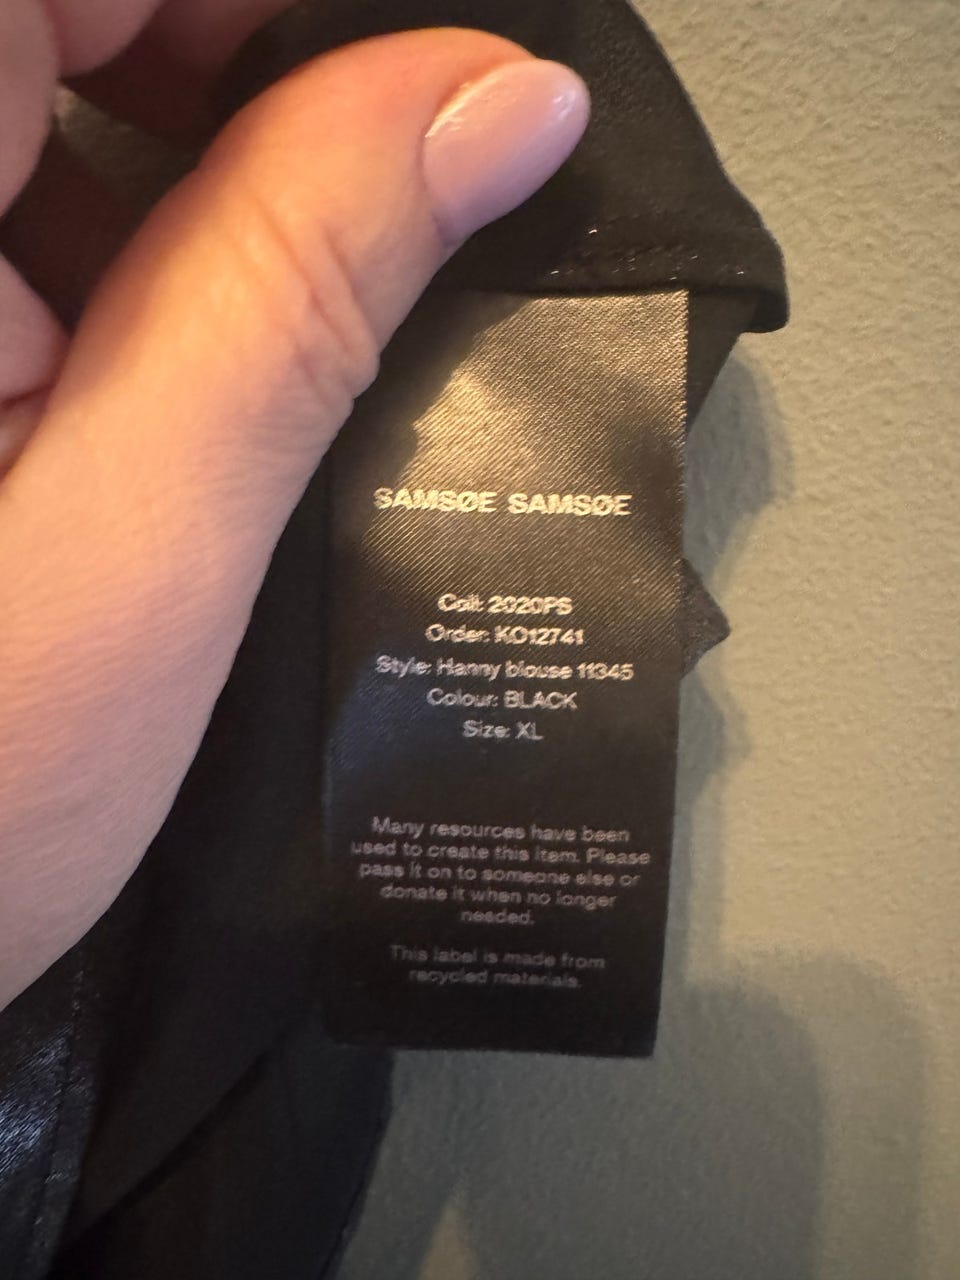 SAMSØE SAMSØE
Coll: 2020PS
Order: KO12741
Style: Hanny blouse 11345
Colour: BLACK
Size: XL
Many resources have been
used to create this item. Please
pass it on to someone else or
donate it when no longer
needed.
This label is made from
recycled materials.